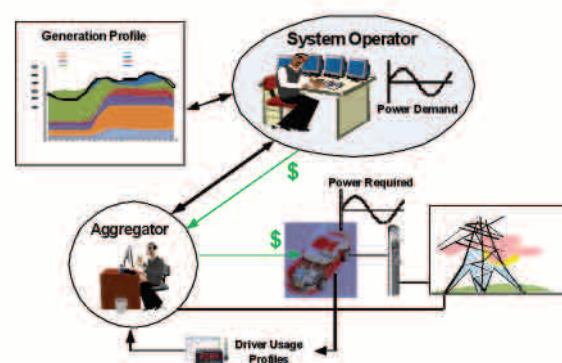 Generation Profile
System Operator
Power Demand
$
Power Required
Aggregator
$
Driver Usage
Profiles